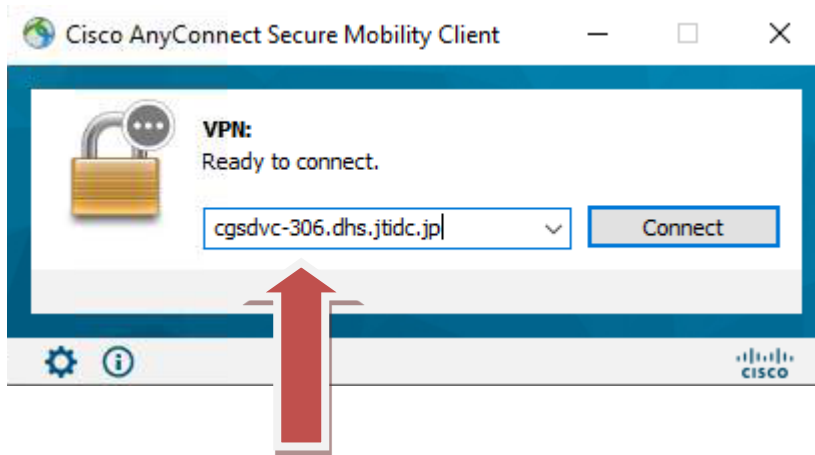 Cisco AnyConnect Secure Mobility Client
VPN:
Ready to connect.
cgsdvc-306.dhs.jtidc.jp
Connect
cisco